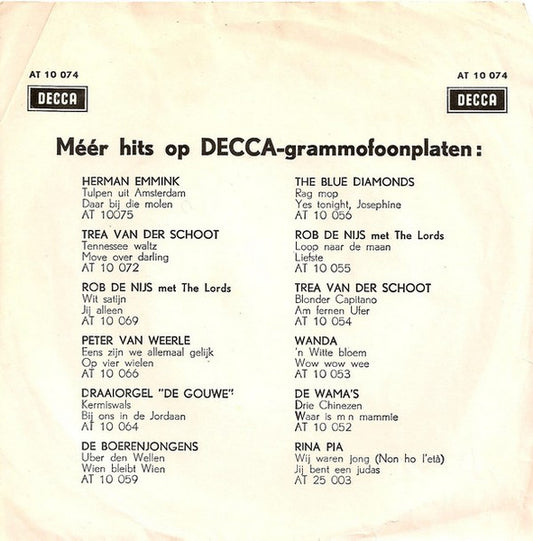 AT 10 074
AT 10 074
DECCA
DECCA
Méér hits op DECCA-grammofoonplaten:
HERMAN EMMINK
Tulpen uit Amsterdam
Daar bij die molen
AT 10075
TREA VAN DER SCHOOT
Tennessee waltz
Move over darling
AT 10 072
ROB DE NIJS met The Lords
Wit satijn
Jij alleen
AT 10 069
PETER VAN WEERLE
Eens zijn we allemaal gelijk
Op vier wielen
AT 10 066
DRAAIORGEL "DE GOUWE"
Kermiswals
Bij ons in de Jordaan
AT 10 064
DE BOERENJONGENS
Uber den Wellen
Wien bleibt Wien
AT 10 059
THE BLUE DIAMONDS
Rag mop
Yes tonight, Josephine
AT 10 056
ROB DE NIJS met The Lords
Loop naar de maan
Liefste
AT 10 055
TREA VAN DER SCHOOT
Blonder Capitano
Am fernen Ufer
AT 10 054
WANDA
'n Witte bloem
Wow wow wee
AT 10 053
DE WAMA'S
Drie Chinezen
Waar is m n mammie
AT 10 052
RINA PIA
Wij waren jong (Non ho l'età)
Jij bent een judas
AT 25 003